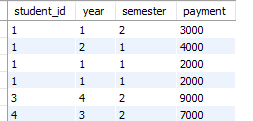 student_id year semester payment
1 1 2 3000
1 2 1 4000
1 1 1 2000
1 1 1 2000
3 4 2 9000
4 3 2 7000